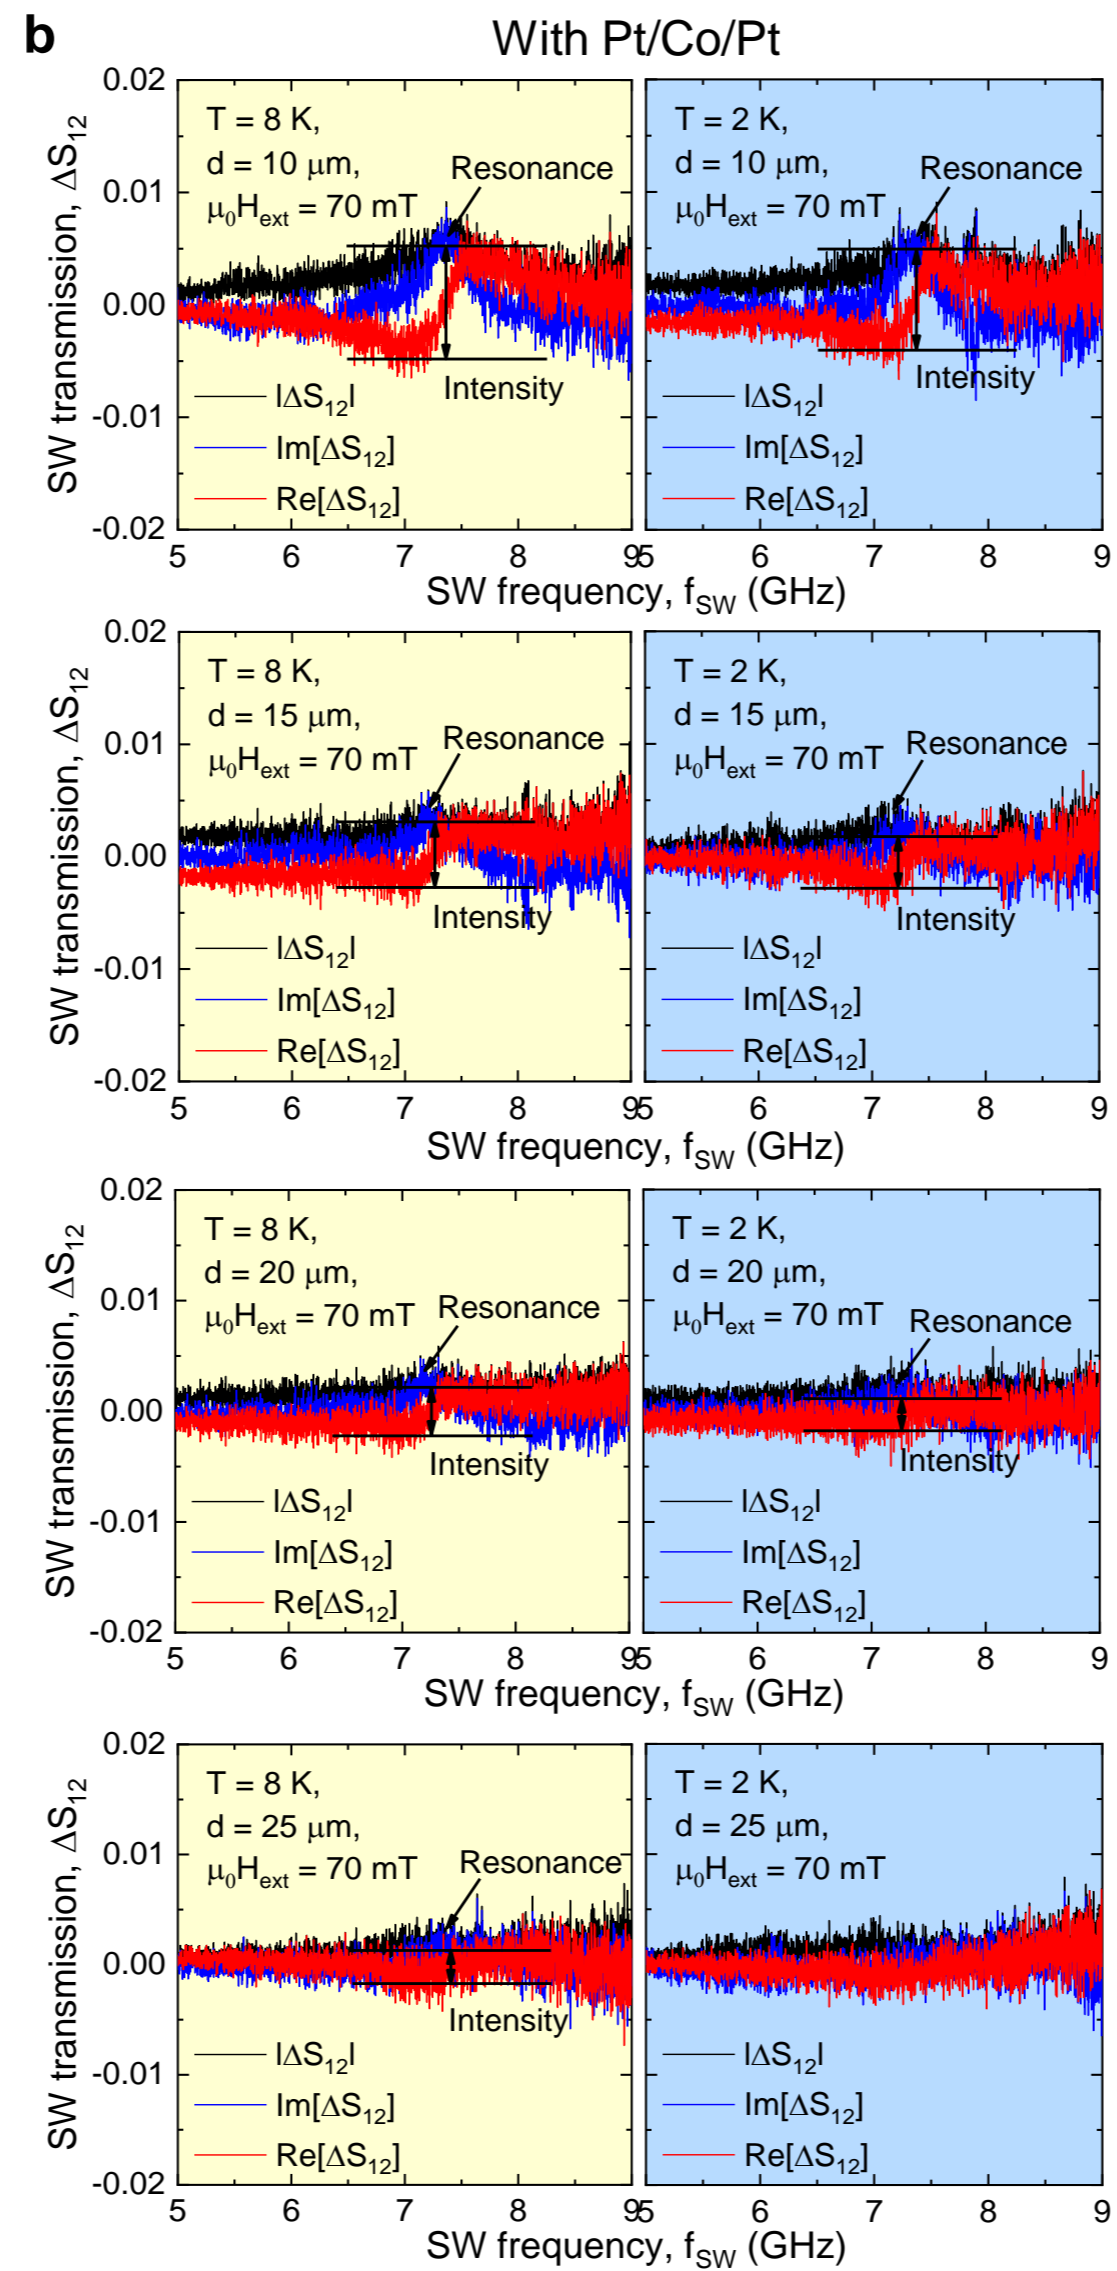 b
With Pt/Co/Pt
SW transmission, ΔS12
0.02
0.01
0.00
-0.01
-0.02
T = 8 K,
d = 10 μm,
μ0Hext = 70 mT
Resonance
Intensity
lΔS12l
Im[ΔS12]
Re[ΔS12]
T = 2 K,
d = 10 μm,
μ0Hext = 70 mT
Resonance
Intensity
lΔS12l
Im[ΔS12]
Re[ΔS12]
5 6 7 8 9 5 6 7 8 9
SW frequency, fSW (GHz)
SW transmission, ΔS12
0.02
0.01
0.00
-0.01
-0.02
T = 8 K,
d = 15 μm,
μ0Hext = 70 mT
Resonance
Intensity
lΔS12l
Im[ΔS12]
Re[ΔS12]
T = 2 K,
d = 15 μm,
μ0Hext = 70 mT
Resonance
Intensity
lΔS12l
Im[ΔS12]
Re[ΔS12]
5 6 7 8 9 5 6 7 8 9
SW frequency, fSW (GHz)
SW transmission, ΔS12
0.02
0.01
0.00
-0.01
-0.02
T = 8 K,
d = 20 μm,
μ0Hext = 70 mT
Resonance
Intensity
lΔS12l
Im[ΔS12]
Re[ΔS12]
T = 2 K,
d = 20 μm,
μ0Hext = 70 mT
Resonance
Intensity
lΔS12l
Im[ΔS12]
Re[ΔS12]
5 6 7 8 9 5 6 7 8 9
SW frequency, fSW (GHz)
SW transmission, ΔS12
0.02
0.01
0.00
-0.01
-0.02
T = 8 K,
d = 25 μm,
μ0Hext = 70 mT
Resonance
Intensity
lΔS12l
Im[ΔS12]
Re[ΔS12]
T = 2 K,
d = 25 μm,
μ0Hext = 70 mT
lΔS12l
Im[ΔS12]
Re[ΔS12]
5 6 7 8 9 5 6 7 8 9
SW frequency, fSW (GHz)